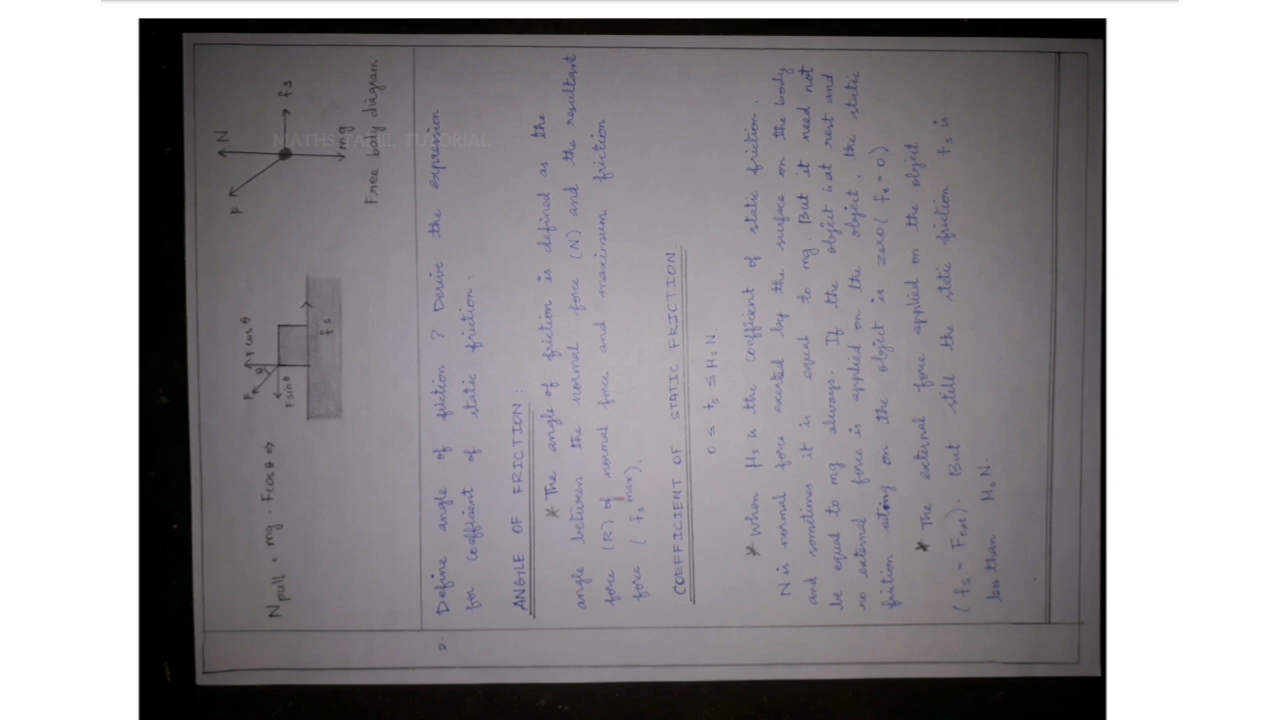 N pull = mg - Fcosθ ⇒
F
F cos θ
θ
F sinθ
fs
N
F
fs
mg
Free body diagram
MATHS TAMIL TUTORIAL
2. Define angle of friction ? Derive the expression
for coefficient of static friction.
ANGLE OF FRICTION:
* The angle of friction is defined as the
angle between the normal force (N) and the resultant
force (R) of normal force and maximum friction
force ( fs max).
COEFFICIENT OF STATIC FRICTION.
0 ≤ fs ≤ μs N.
* When μs is the coefficient of static friction.
N is normal force exerted by the surface on the body
and sometimes it is equal to mg. But it need not
be equal to mg always. If the object is at rest and
no external force is applied on the object, the static
friction acting on the object is zero ( fs = 0)
* The external force applied on the object
( fs = Fext). But still the static friction fs is
less than μs N.